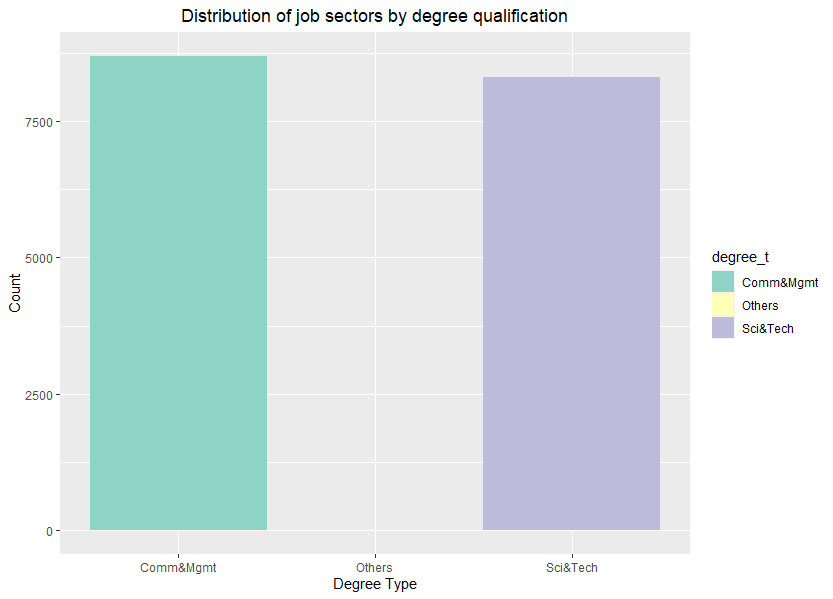 Distribution of job sectors by degree qualification
Count
7500
5000
2500
0
Comm&Mgmt
Others
Sci&Tech
Degree Type
degree_t
Comm&Mgmt
Others
Sci&Tech